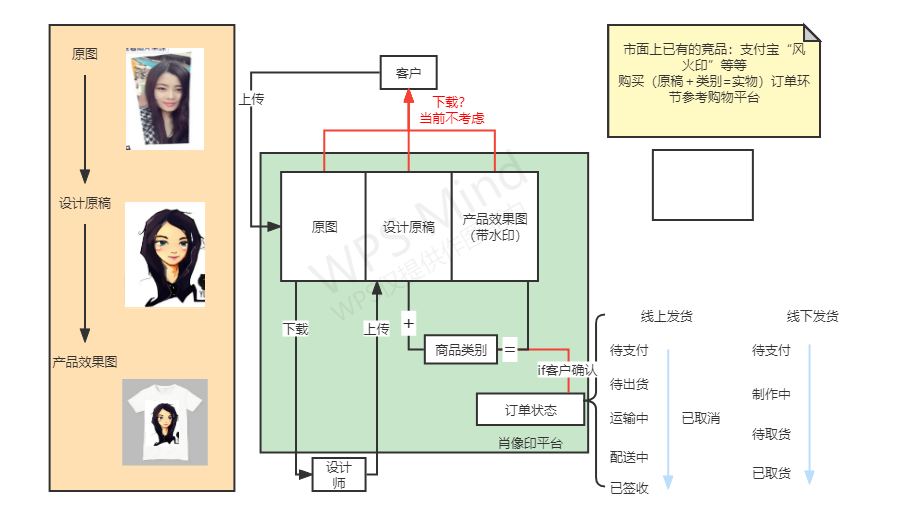 原图
设计原稿
产品效果图
客户
上传
下载?
当前不考虑
原图
设计原稿
产品效果图
(带水印)
下载
上传
+
商品类别
=
if客户确认
订单状态
肖像印平台
设计
师
市面上已有的竞品：支付宝“风
火印”等等
购买（原稿+类别=实物）订单环
节参考购物平台
线上发货
待支付
待出货
运输中
已取消
配送中
已签收
线下发货
待支付
制作中
待取货
已取货
WPS Mind